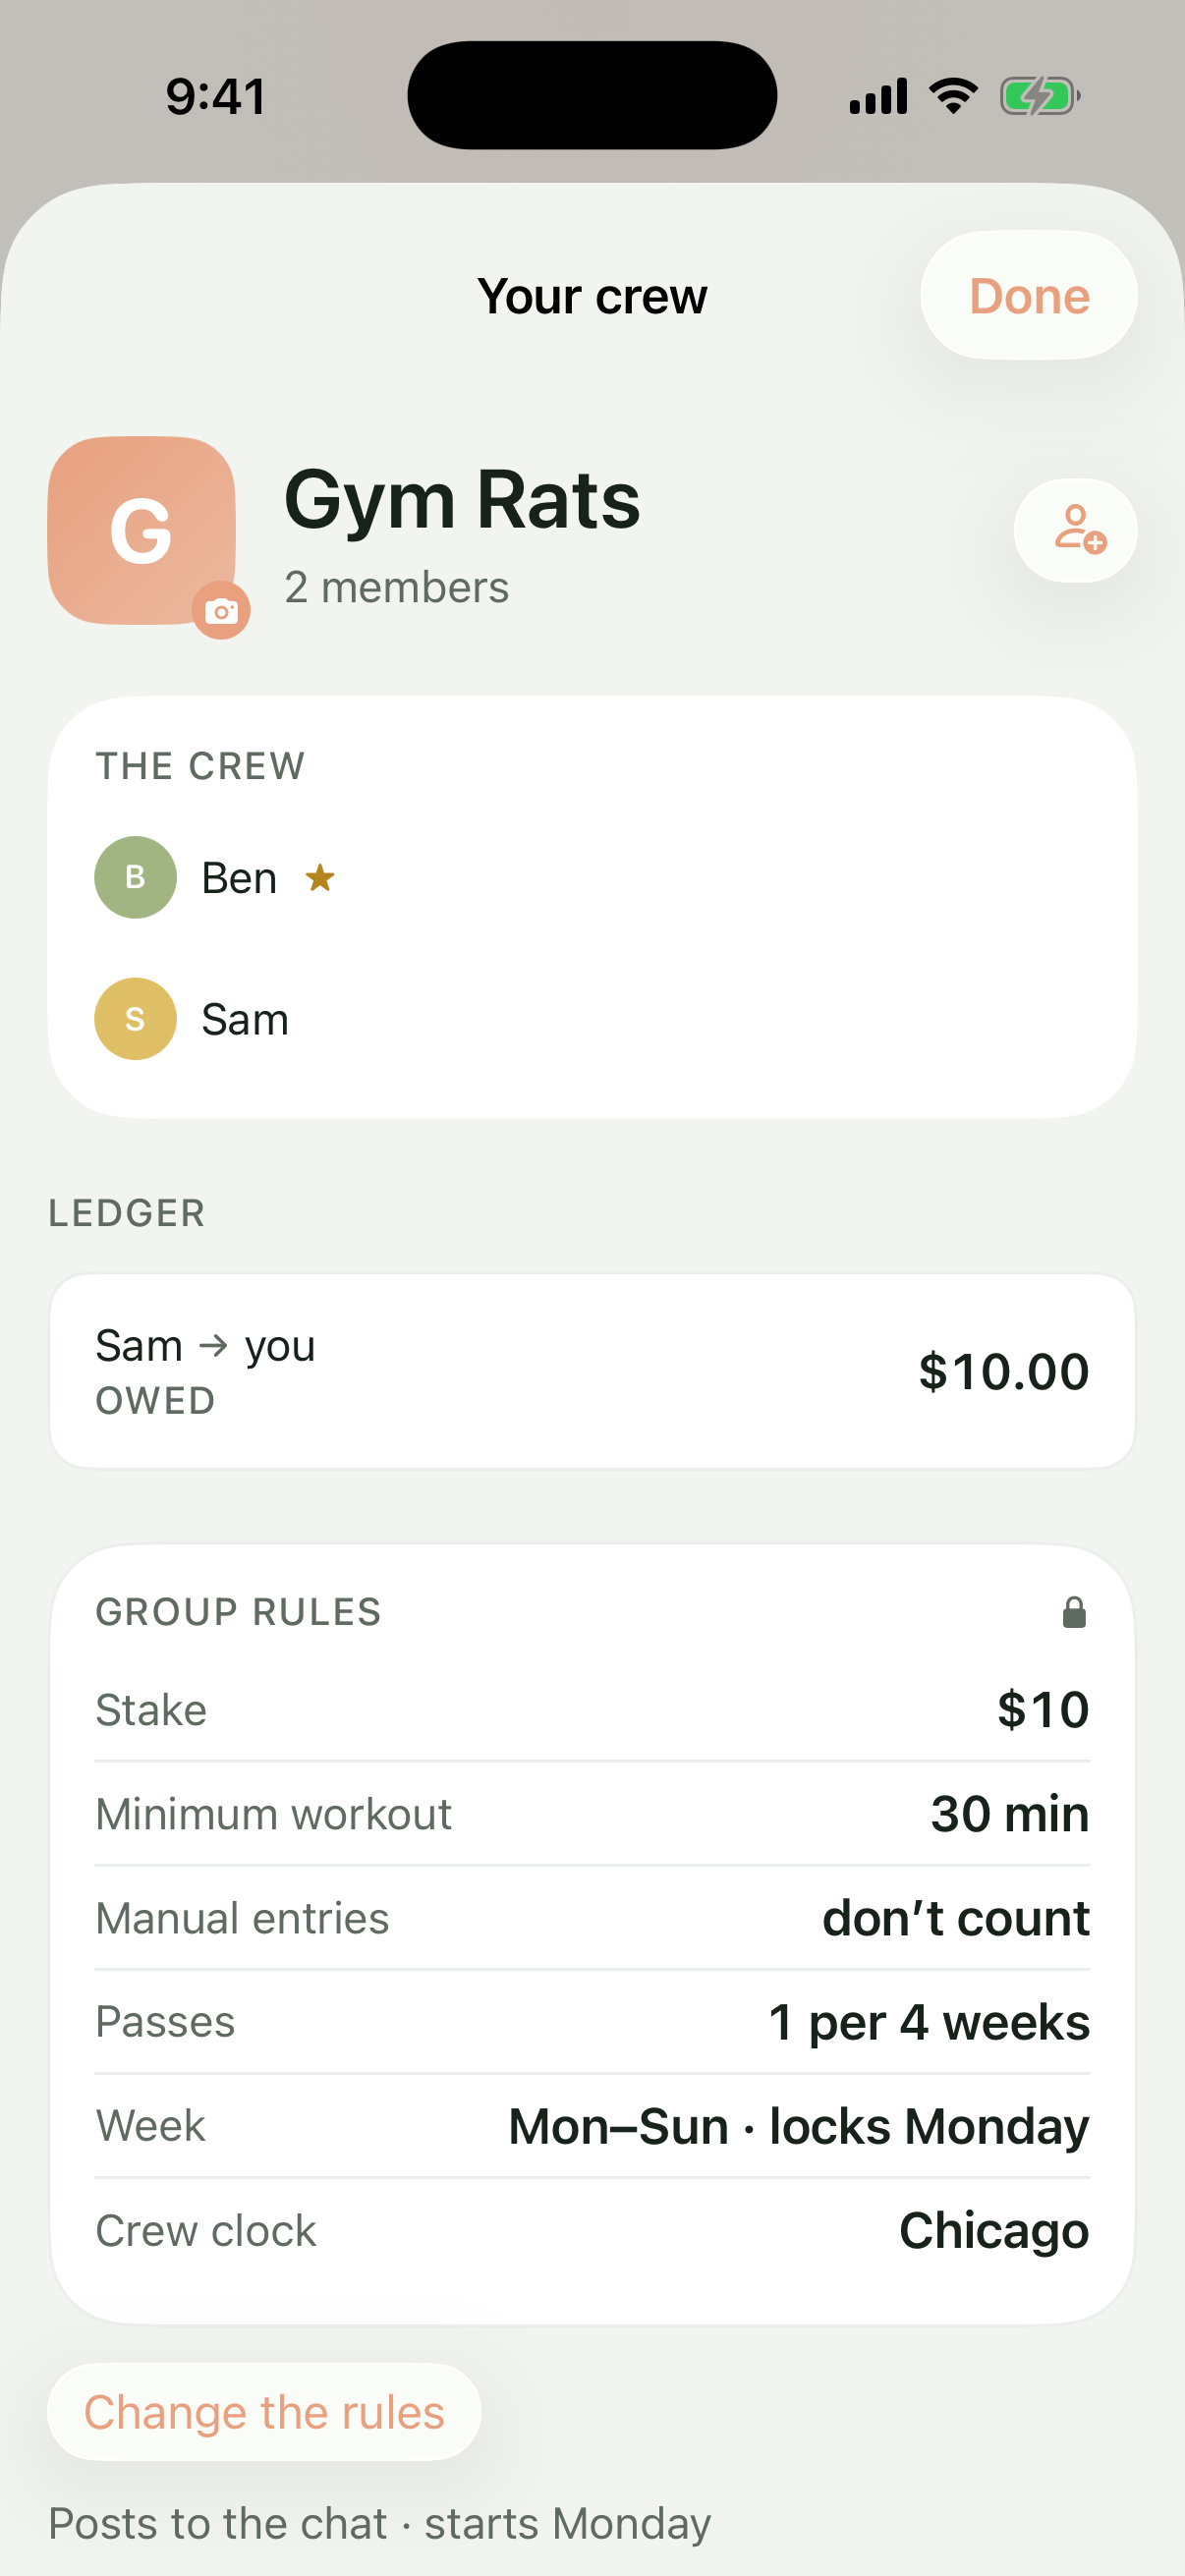 9:41
Your crew
Done
G
Gym Rats
2 members
THE CREW
B
Ben
S
Sam
LEDGER
Sam → you
OWED
$10.00
GROUP RULES
Stake
$10
Minimum workout
30 min
Manual entries
don’t count
Passes
1 per 4 weeks
Week
Mon–Sun · locks Monday
Crew clock
Chicago
Change the rules
Posts to the chat · starts Monday